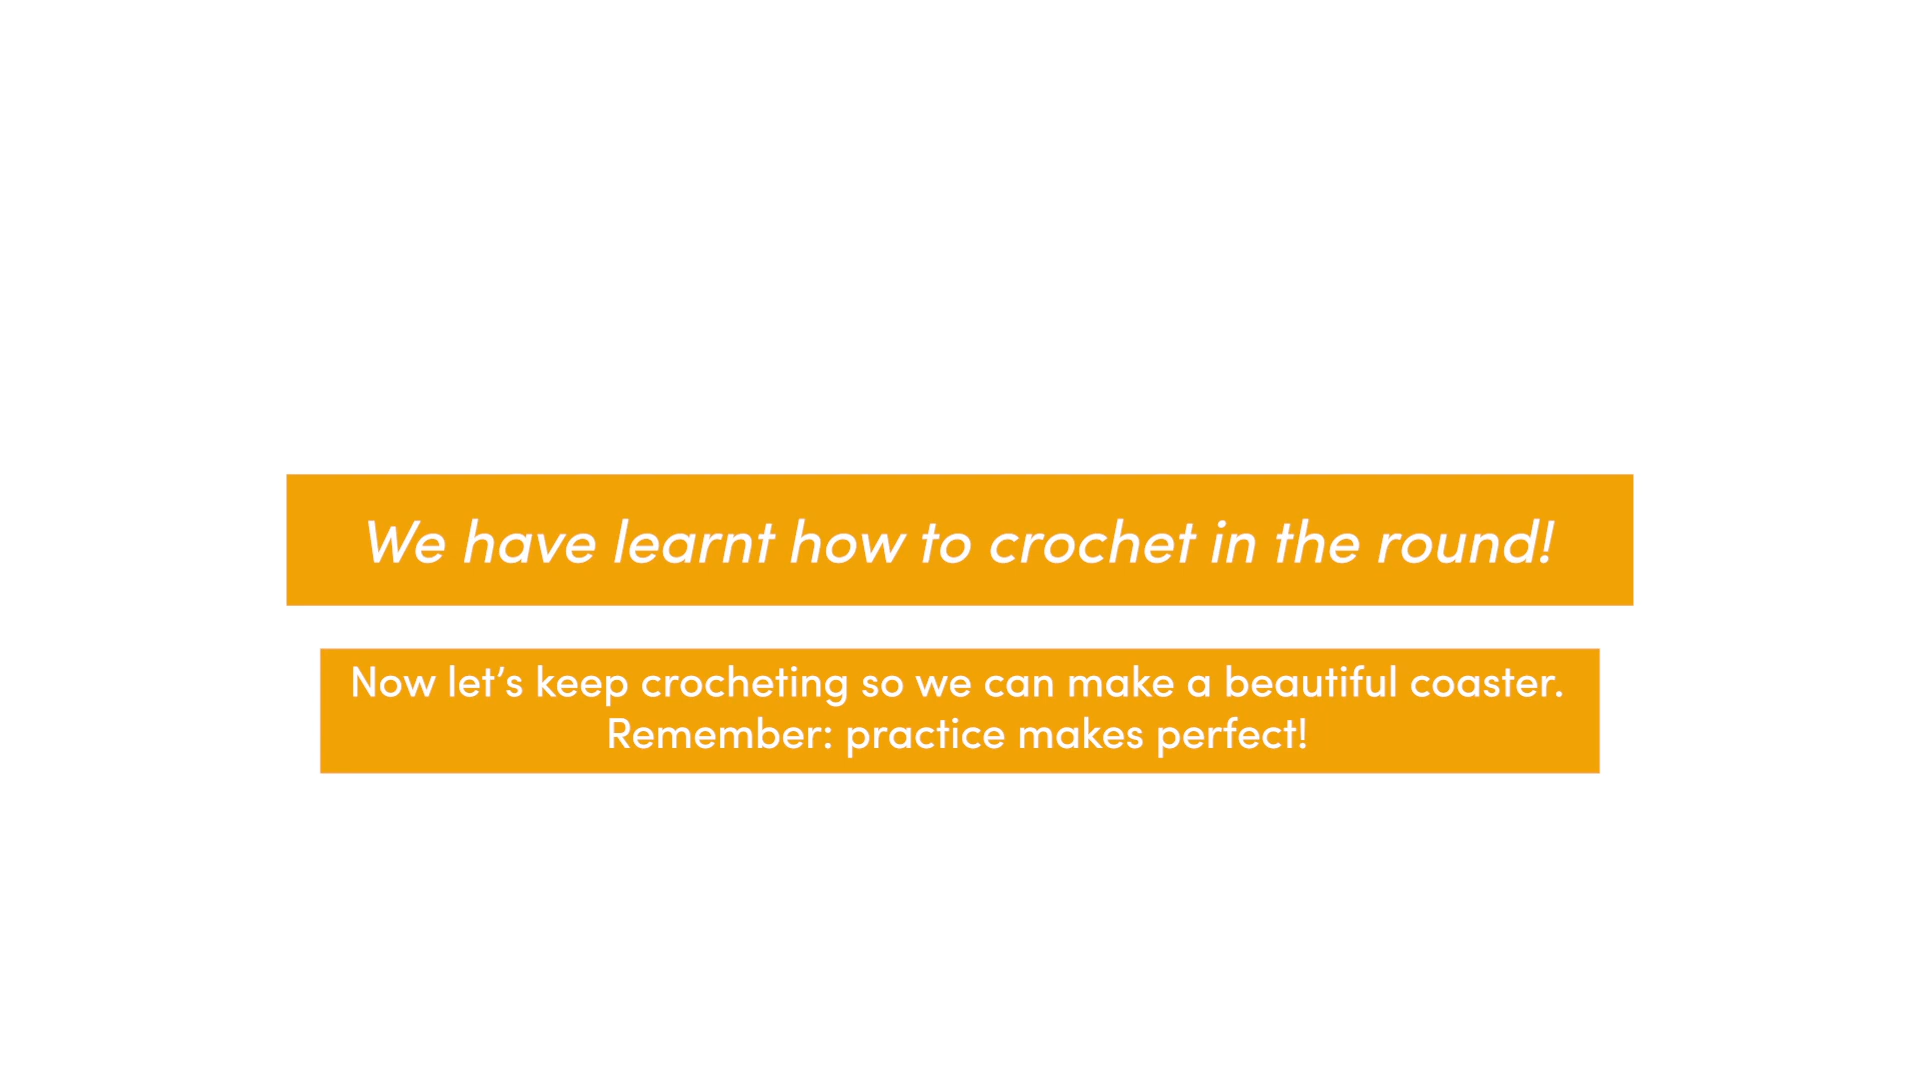 We have learnt how to crochet in the round!
Now let’s keep crocheting so we can make a beautiful coaster.
Remember: practice makes perfect!